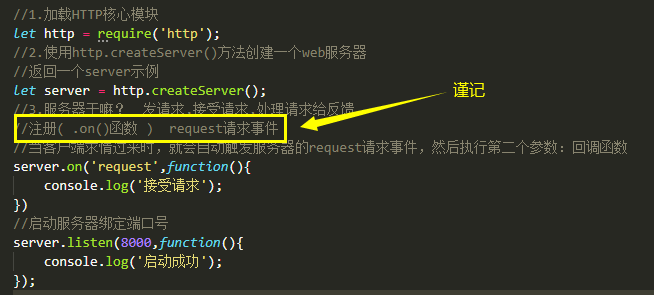 //1.加载HTTP核心模块
let http = require('http');
//2.使用http.createServer()方法创建一个web服务器
//返回一个server示例
let server = http.createServer();
//3.服务器干嘛？ 发请求,接受请求,处理请求给反馈
谨记
//注册( .on()函数 ) request请求事件
//当客户端求情过来时，就会自动触发服务器的request请求事件，然后执行第二个参数：回调函数
server.on('request',function(){
console.log('接受请求');
})
//启动服务器绑定端口号
server.listen(8000,function(){
console.log('启动成功');
});